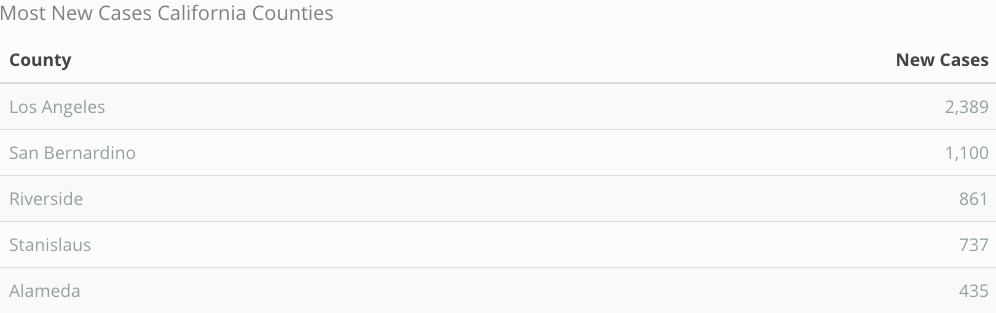 Most New Cases California Counties
County New Cases
Los Angeles 2,389
San Bernardino 1,100
Riverside 861
Stanislaus 737
Alameda 435